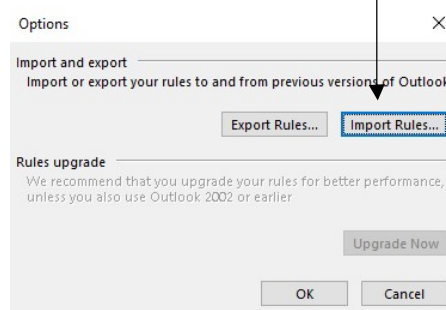 Options
Import and export
Import or export your rules to and from previous versions of Outlook
Export Rules...
Import Rules...
Rules upgrade
We recommend that you upgrade your rules for better performance,
unless you also use Outlook 2002 or earlier
Upgrade Now
OK
Cancel